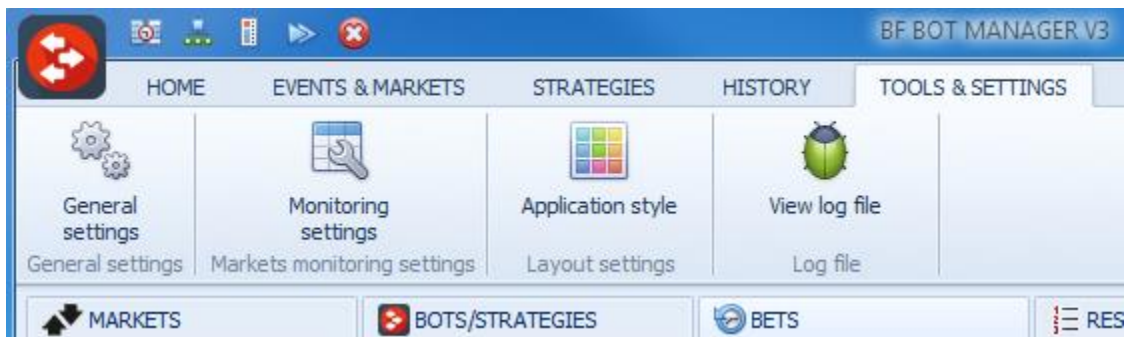 BF BOT MANAGER V3
HOME EVENTS & MARKETS STRATEGIES HISTORY TOOLS & SETTINGS
General settings Monitoring settings Application style View log file
General settings Markets monitoring settings Layout settings Log file
MARKETS BOTS/STRATEGIES BETS RES